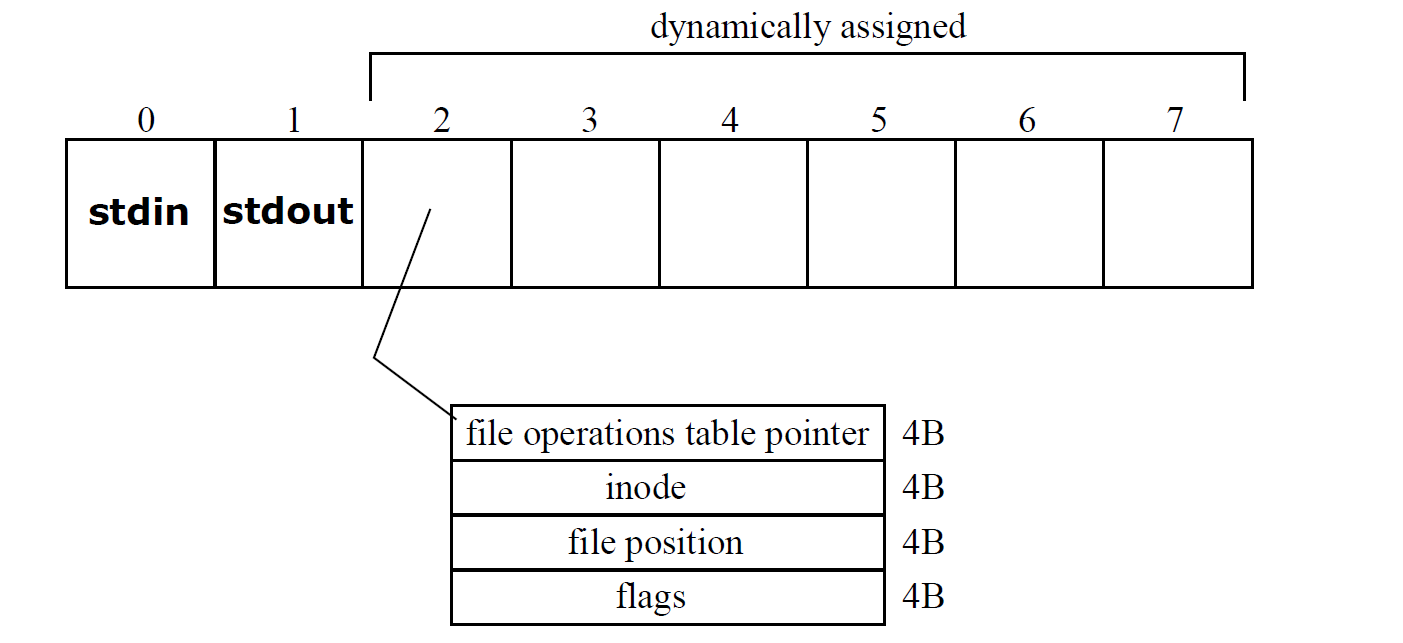 dynamically assigned
0 1 2 3 4 5 6 7
stdin stdout
file operations table pointer 4B
inode 4B
file position 4B
flags 4B